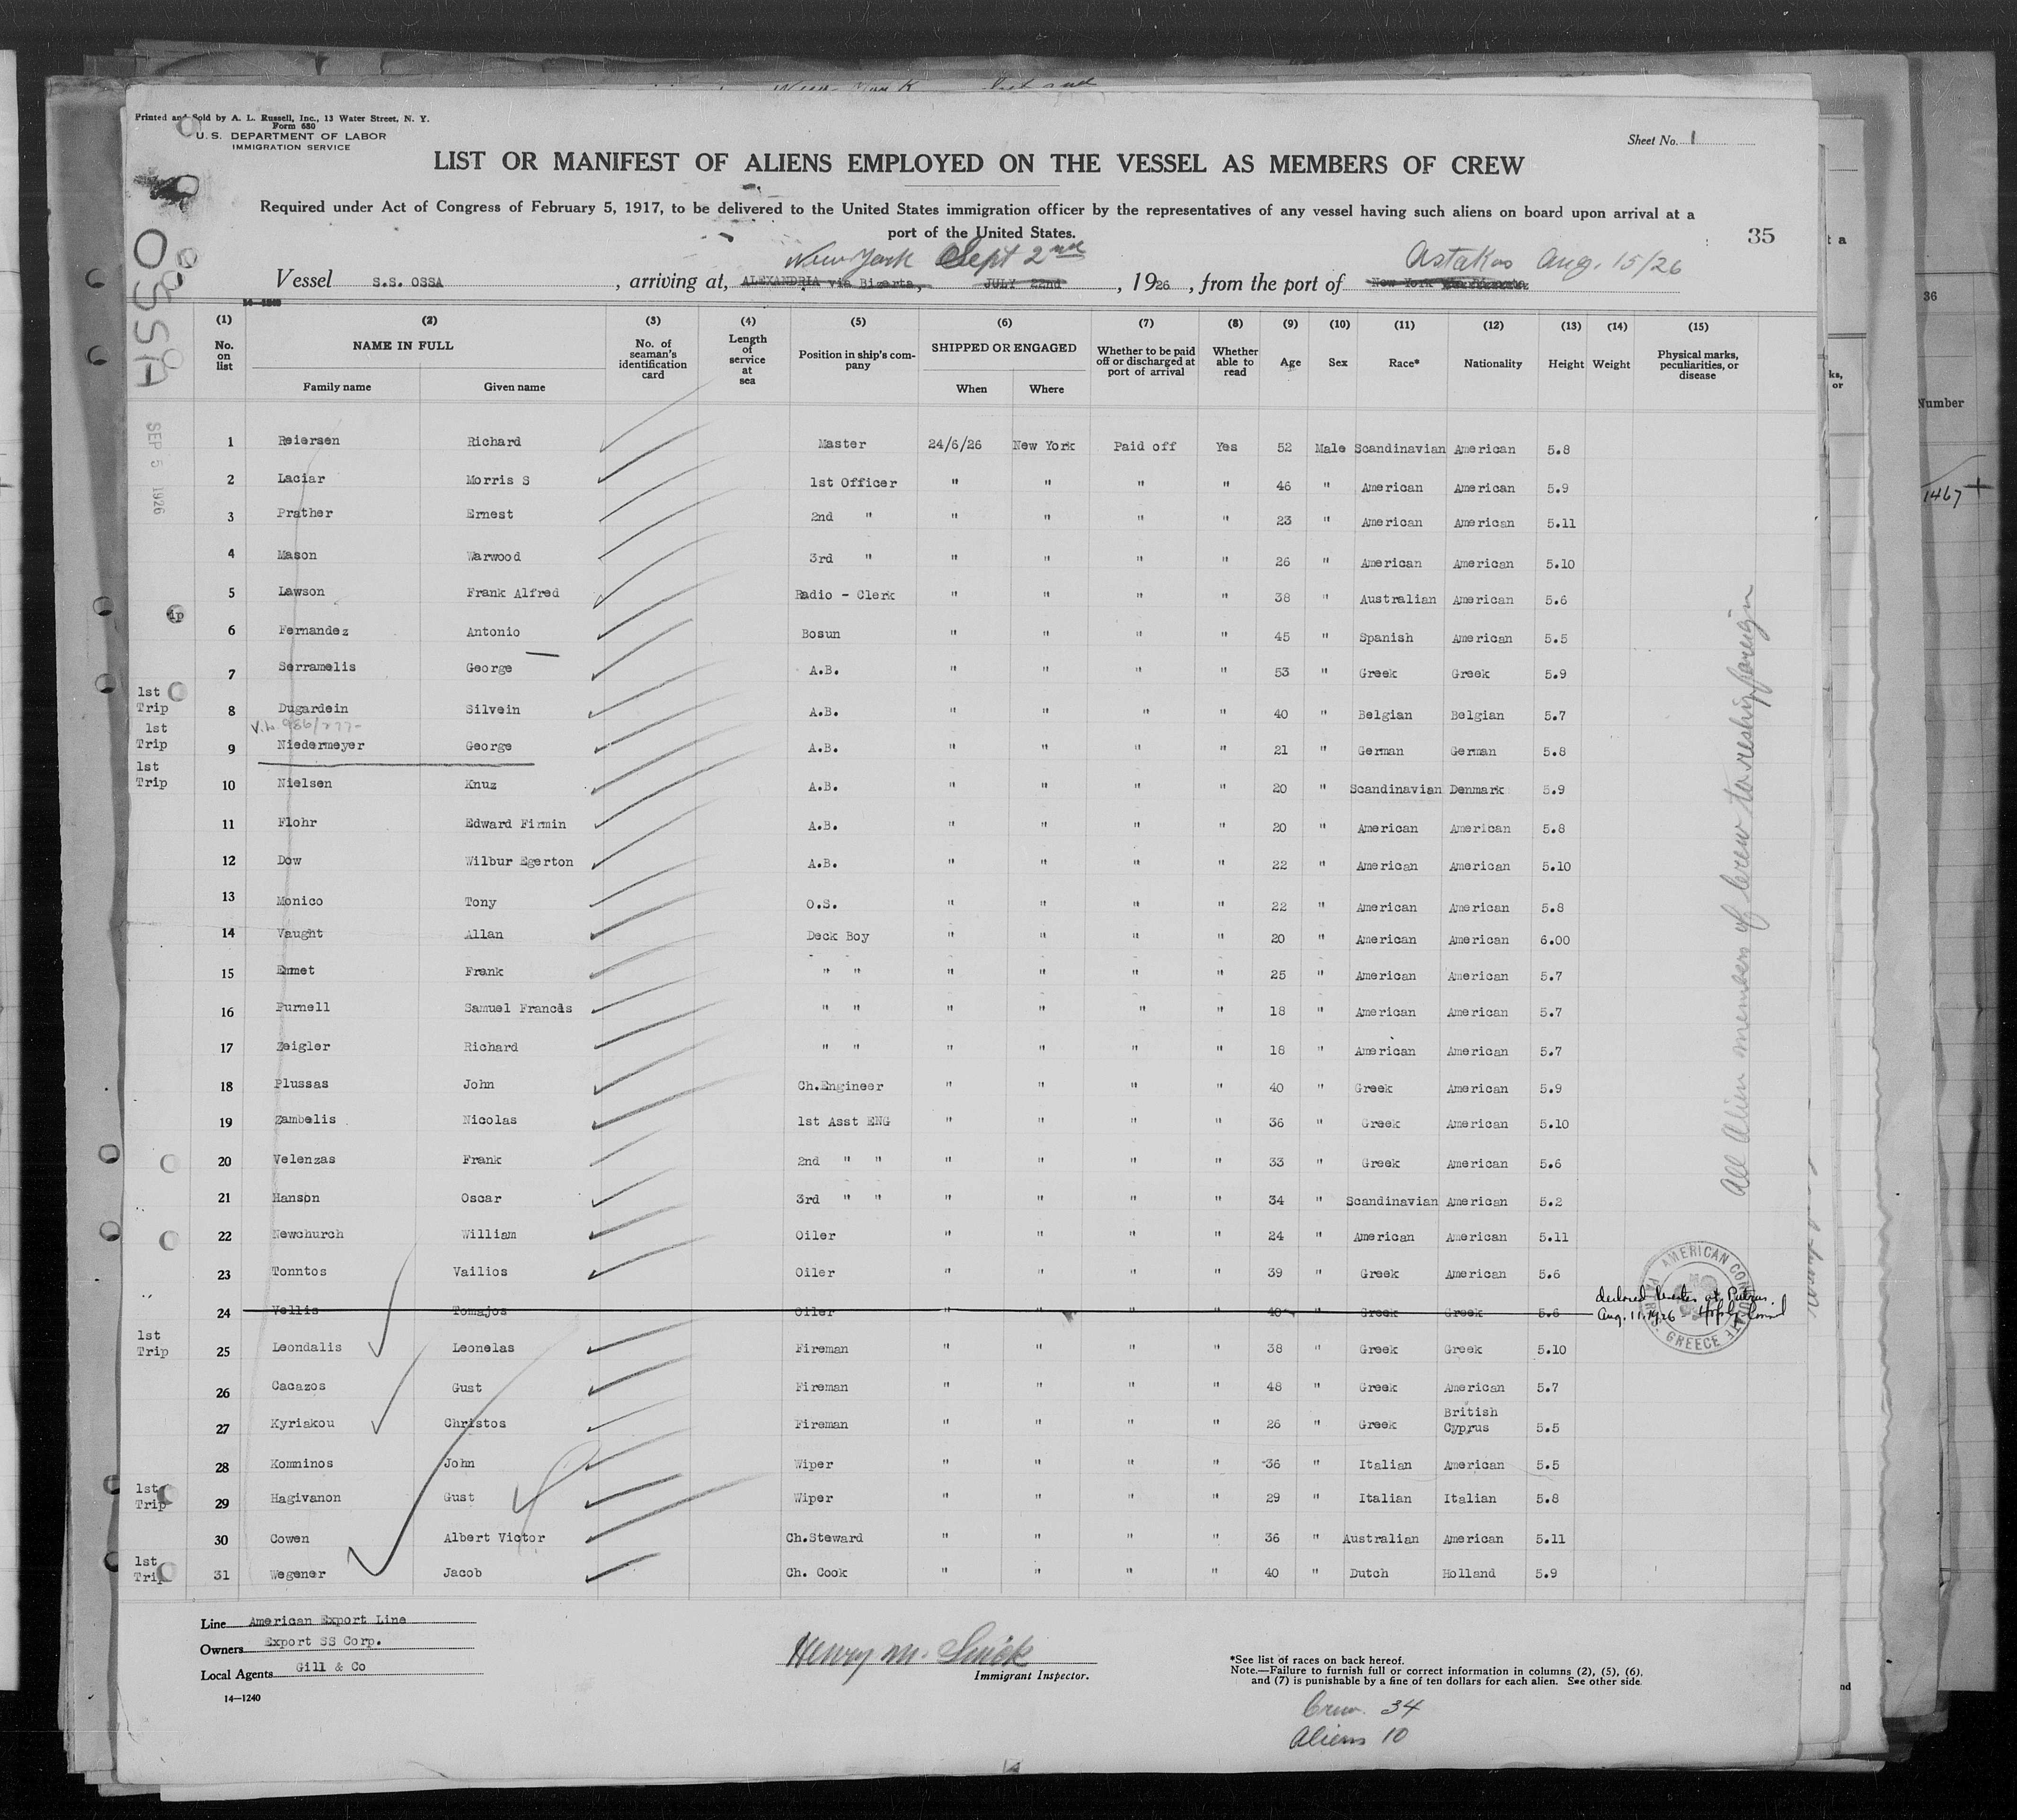 Printed and Sold by A. L. Russell, Inc., 13 Water Street, N. Y.
Form 680
U. S. DEPARTMENT OF LABOR
IMMIGRATION SERVICE
Sheet No. 1
LIST OR MANIFEST OF ALIENS EMPLOYED ON THE VESSEL AS MEMBERS OF CREW
Required under Act of Congress of February 5, 1917, to be delivered to the United States immigration officer by the representatives of any vessel having such aliens on board upon arrival at a
port of the United States.
35
New York Sept 2nd Astakos Aug. 15/26
Vessel S.S. OSSA, arriving at, ALEXANDRIA via Bizerta, JULY 22nd, 1926, from the port of New York
OSSA
SEP 5 1926
(1) (2) (3) (4) (5) (6) (7) (8) (9) (10) (11) (12) (13) (14) (15)
No. on list NAME IN FULL Family name Given name No. of seaman's identification card Length of service at sea Position in ship's company SHIPPED OR ENGAGED When Where Whether to be paid off or discharged at port of arrival Whether able to read Age Sex Race* Nationality Height Weight Physical marks, peculiarities, or disease
1 Reiersen Richard Master 24/6/26 New York Paid off Yes 52 Male Scandinavian American 5.8
2 Laciar Morris S 1st Officer " " " " 46 " American American 5.9
3 Prather Ernest 2nd " " " " " 23 " American American 5.11
4 Mason Warwood 3rd " " " " " 26 " American American 5.10
5 Lawson Frank Alfred Radio - Clerk " " " " 38 " Australian American 5.6
6 Fernandez Antonio Bosun " " " " 45 " Spanish American 5.5
7 Serramelis George A.B. " " " " 53 " Greek Greek 5.9
1st Trip 8 Dugardein Silvein A.B. " " " " 40 " Belgian Belgian 5.7
1st Trip 9 Niedermeyer George A.B. " " " " 21 " German German 5.8
1st Trip 10 Nielsen Knuz A.B. " " " " 20 " Scandinavian Denmark 5.9
11 Flohr Edward Firmin A.B. " " " " 20 " American American 5.8
12 Dow Wilbur Egerton A.B. " " " " 22 " American American 5.10
13 Monico Tony O.S. " " " " 22 " American American 5.8
14 Vaught Allan Deck Boy " " " " 20 " American American 6.00
15 Emmet Frank " " " " " " 25 " American American 5.7
16 Furnell Samuel Francis " " " " " " 18 " American American 5.7
17 Zeigler Richard " " " " " " 18 " American American 5.7
18 Plussas John Ch.Engineer " " " " 40 " Greek American 5.9
19 Zambelis Nicolas 1st Asst ENG " " " " 36 " Greek American 5.10
20 Velenzas Frank 2nd " " " " " " 33 " Greek American 5.6
21 Hanson Oscar 3rd " " " " " " 34 " Scandinavian American 5.2
22 Newchurch William Oiler " " " " 24 " American American 5.11
23 Tonntos Vailios Oiler " " " " 39 " Greek American 5.6
24 Vellis Tomajos Oiler " " " " 40 " Greek Greek 5.6
Aug. 11. 1926
AMERICAN CONSULATE PATRAS, GREECE
1st Trip 25 Leondalis Leonelas Fireman " " " " 38 " Greek Greek 5.10
26 Cacazos Gust Fireman " " " " 48 " Greek American 5.7
27 Kyriakou Christos Fireman " " " " 26 " Greek British Cyprus 5.5
28 Komninos John Wiper " " " " 36 " Italian American 5.5
1st Trip 29 Hagivanon Gust Wiper " " " " 29 " Italian Italian 5.8
30 Cowen Albert Victor Ch.Steward " " " " 36 " Australian American 5.11
1st Trip 31 Wegener Jacob Ch. Cook " " " " 40 " Dutch Holland 5.9
All Alien members of Crew to reship foreign
Line American Export Line
Owners Export SS Corp.
Local Agents Gill & Co
14—1240
Henry M.
Immigrant Inspector.
*See list of races on back hereof.
Note.—Failure to furnish full or correct information in columns (2), (5), (6),
and (7) is punishable by a fine of ten dollars for each alien. See other side.
Crew. 34
Aliens 10
36
Number
1467